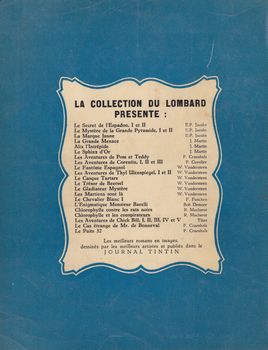 LA COLLECTION DU LOMBARD
PRESENTE :
Le Secret de l'Espadon, I et II E.P. Jacobs
Le Mystère de la Grande Pyramide, I et II E.P. Jacobs
La Marque Jaune E.P. Jacobs
La Grande Menace J. Martin
Alix l'Intrépide J. Martin
Le Sphinx d'Or J. Martin
Les Aventures de Pom et Teddy F. Craenhals
Les Aventures de Corentin, I, II et III P. Cuvelier
Le Fantôme Espagnol W. Vandersteen
Les Aventures de Thyl Ulenspiegel, I et II W. Vandersteen
Le Casque Tartare W. Vandersteen
Le Trésor de Beersel W. Vandersteen
Le Gladiateur Mystère W. Vandersteen
Les Martiens sont là W. Vandersteen
Le Chevalier Blanc I F. Funcken
L'Enigmatique Monsieur Barelli Bob Demoor
Chlorophylle contre les rats noirs R. Macherot
Chlorophylle et les conspirateurs R. Macherot
Les Aventures de Chick Bill, I, II, III, IV et V Tibet
Le Cas étrange de Mr. de Bonneval F. Craenhals
Le Puits 32 F. Craenhals
Les meilleurs romans en images,
dessinés par les meilleurs artistes et publiés dans le
JOURNAL TINTIN